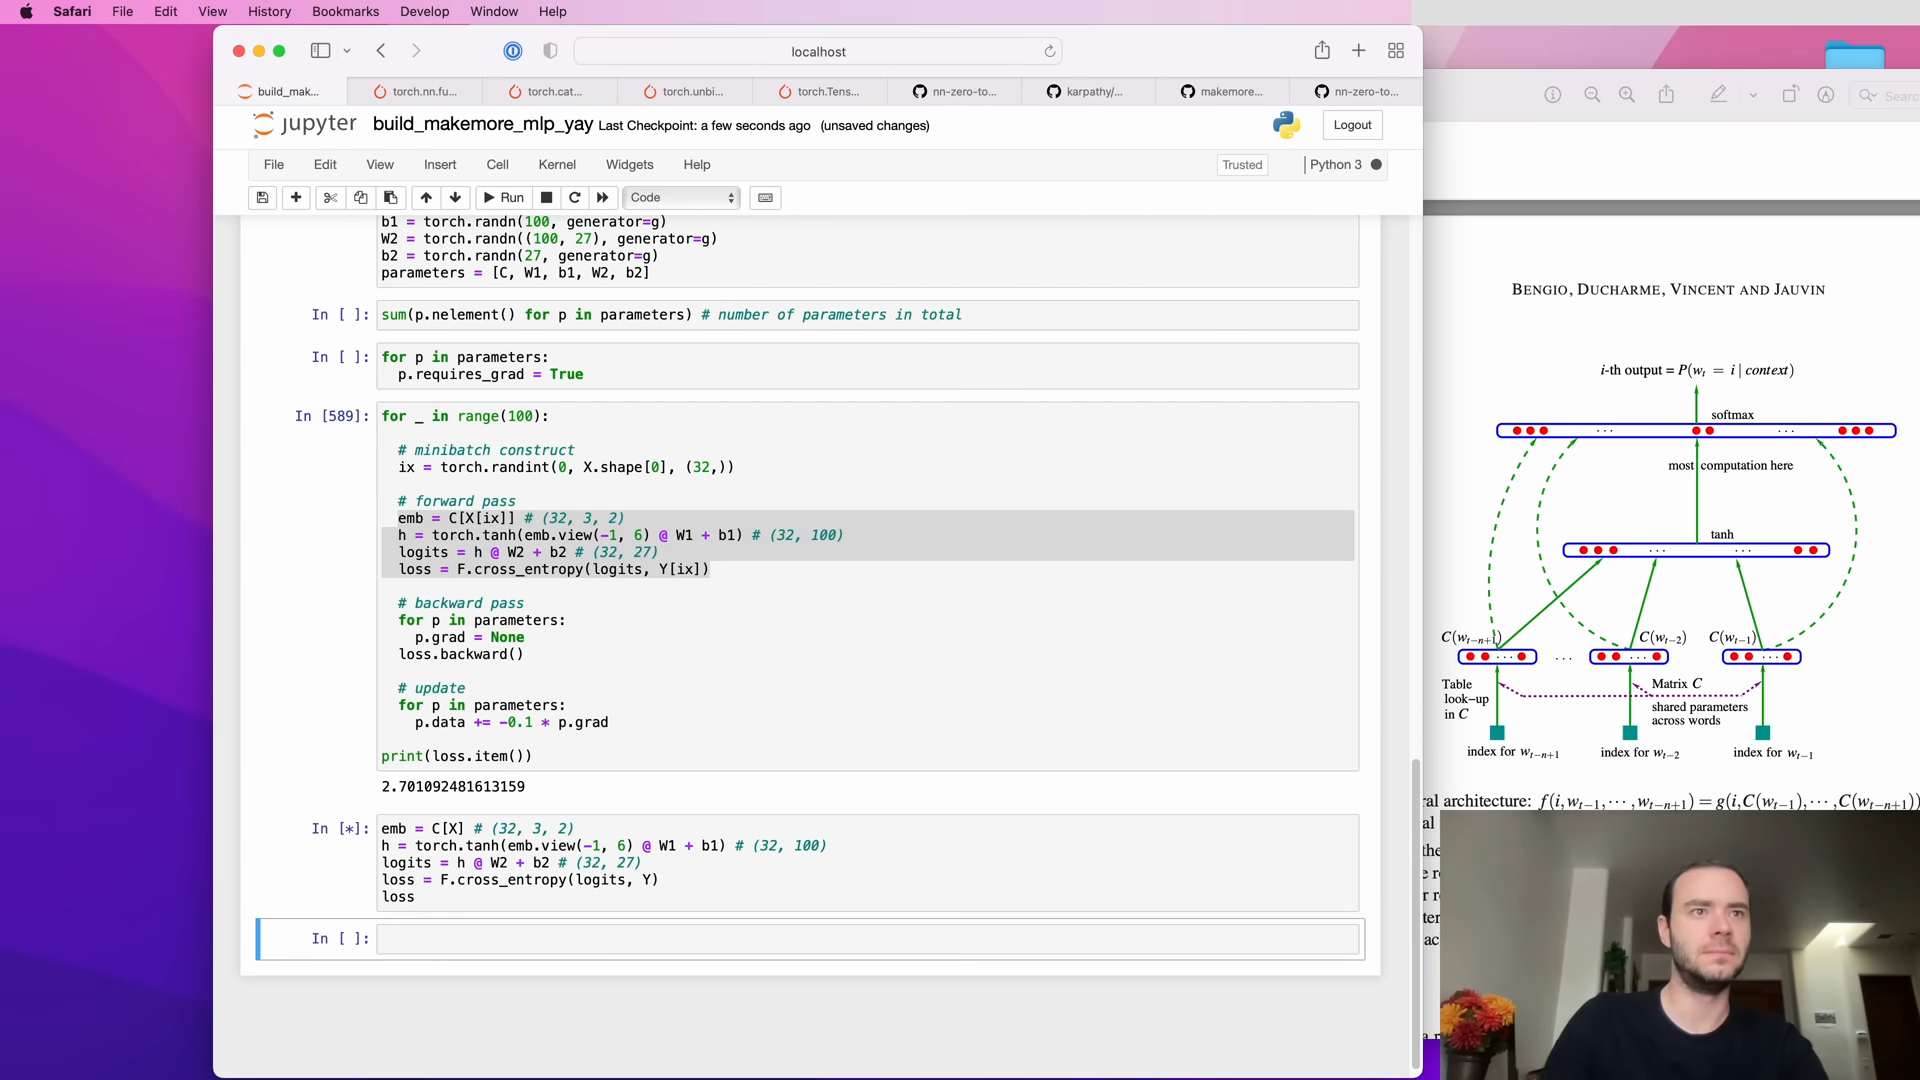 Safari File Edit View History Bookmarks Develop Window Help
localhost
build_mak... torch.nn.fu... torch.cat... torch.unbi... torch.Tens... nn-zero-to... karpathy/... makemore... nn-zero-to...
jupyter build_makemore_mlp_yay Last Checkpoint: a few seconds ago (unsaved changes) Logout
File Edit View Insert Cell Kernel Widgets Help Trusted Python 3
Run Code
b1 = torch.randn(100, generator=g)
W2 = torch.randn((100, 27), generator=g)
b2 = torch.randn(27, generator=g)
parameters = [C, W1, b1, W2, b2]
In [ ]: sum(p.nelement() for p in parameters) # number of parameters in total
In [ ]: for p in parameters:
p.requires_grad = True
In [589]: for _ in range(100):
# minibatch construct
ix = torch.randint(0, X.shape[0], (32,))
# forward pass
emb = C[X[ix]] # (32, 3, 2)
h = torch.tanh(emb.view(-1, 6) @ W1 + b1) # (32, 100)
logits = h @ W2 + b2 # (32, 27)
loss = F.cross_entropy(logits, Y[ix])
# backward pass
for p in parameters:
p.grad = None
loss.backward()
# update
for p in parameters:
p.data += -0.1 * p.grad
print(loss.item())
2.701092481613159
In [*]: emb = C[X] # (32, 3, 2)
h = torch.tanh(emb.view(-1, 6) @ W1 + b1) # (32, 100)
logits = h @ W2 + b2 # (32, 27)
loss = F.cross_entropy(logits, Y)
loss
In [ ]:
Search
BENGIO, DUCHARME, VINCENT AND JAUVIN
i-th output = P(w_t = i | context)
softmax
... ... ...
most computation here
tanh
... ...
C(w_{t−n+1}) C(w_{t−2}) C(w_{t−1})
... ... ... ...
Table look−up in C
Matrix C
shared parameters across words
index for w_{t−n+1} index for w_{t−2} index for w_{t−1}
ral architecture: f(i,w_{t−1},···,w_{t−n+1}) = g(i,C(w_{t−1}),···,C(w_{t−n+1}))